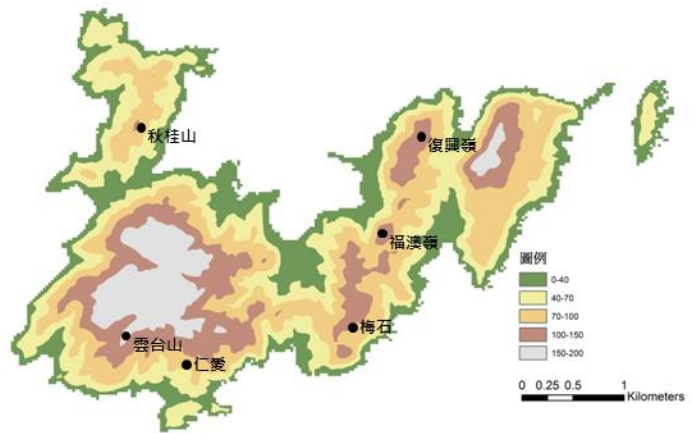 秋桂山
復興嶺
福澳嶺
梅石
雲台山
仁愛
圖例
0-40
40-70
70-100
100-150
150-200
0 0.25 0.5 1
Kilometers